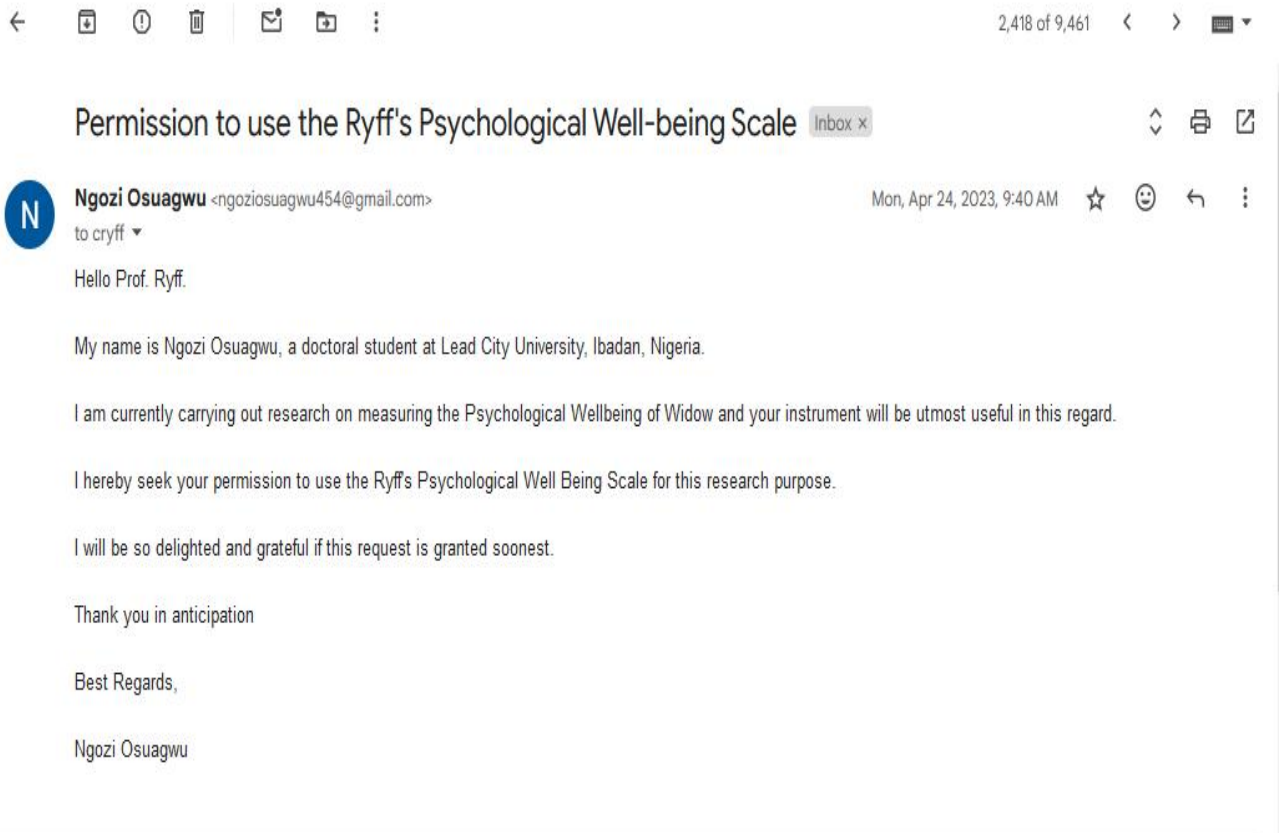 2,418 of 9,461
Permission to use the Ryff's Psychological Well-being Scale Inbox ×
N
Ngozi Osuagwu <ngoziosuagwu454@gmail.com> Mon, Apr 24, 2023, 9:40 AM
to cryff
Hello Prof. Ryff.
My name is Ngozi Osuagwu, a doctoral student at Lead City University, Ibadan, Nigeria.
I am currently carrying out research on measuring the Psychological Wellbeing of Widow and your instrument will be utmost useful in this regard.
I hereby seek your permission to use the Ryff's Psychological Well Being Scale for this research purpose.
I will be so delighted and grateful if this request is granted soonest.
Thank you in anticipation
Best Regards,
Ngozi Osuagwu